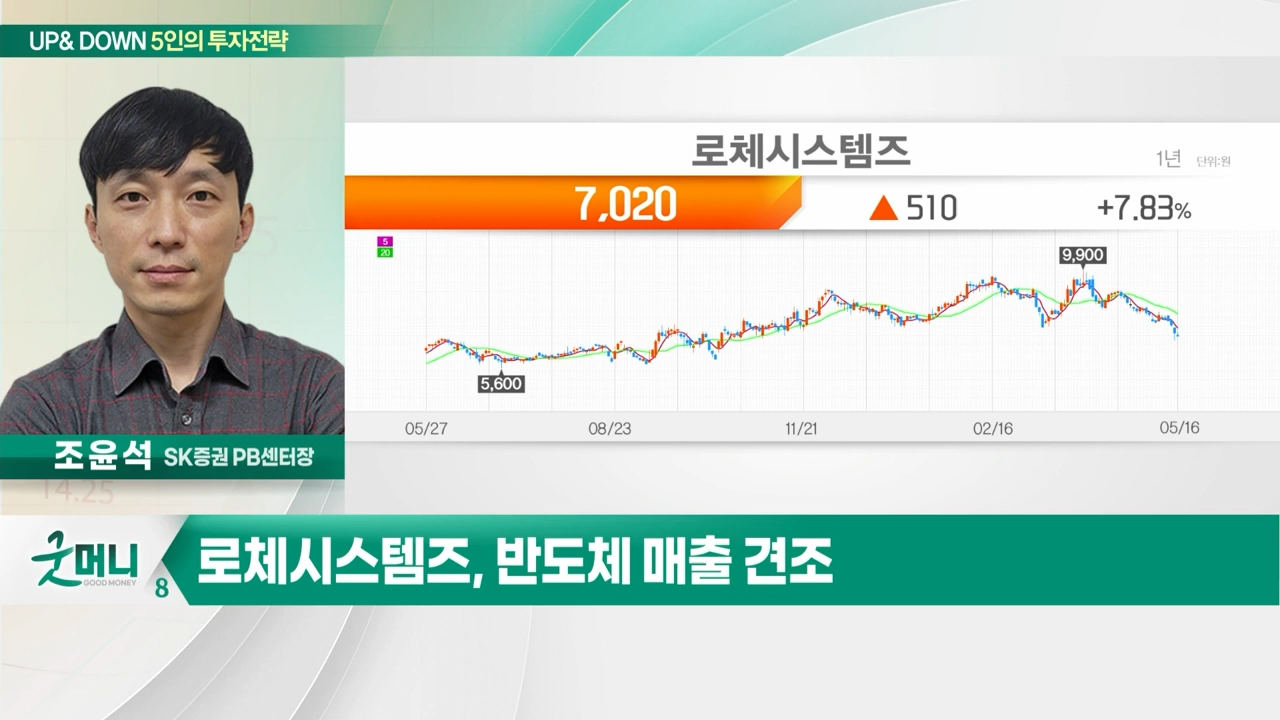 UP& DOWN 5인의 투자전략
로체시스템즈
1년 단위:원
7,020 ▲ 510 +7.83%
5
20
9,900
5,600
05/27 08/23 11/21 02/16 05/16
조윤석 SK증권 PB센터장
14.25
굿머니
GOOD MONEY
8
로체시스템즈, 반도체 매출 견조